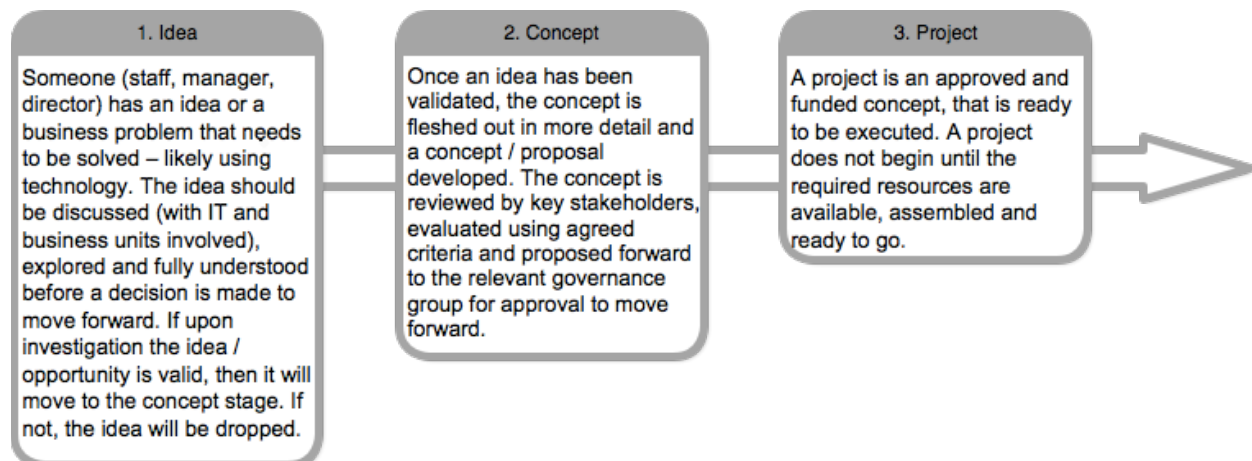 1. Idea
Someone (staff, manager,
director) has an idea or a
business problem that needs
to be solved – likely using
technology. The idea should
be discussed (with IT and
business units involved),
explored and fully understood
before a decision is made to
move forward. If upon
investigation the idea /
opportunity is valid, then it will
move to the concept stage. If
not, the idea will be dropped.
2. Concept
Once an idea has been
validated, the concept is
fleshed out in more detail and
a concept / proposal
developed. The concept is
reviewed by key stakeholders,
evaluated using agreed
criteria and proposed forward
to the relevant governance
group for approval to move
forward.
3. Project
A project is an approved and
funded concept, that is ready
to be executed. A project
does not begin until the
required resources are
available, assembled and
ready to go.